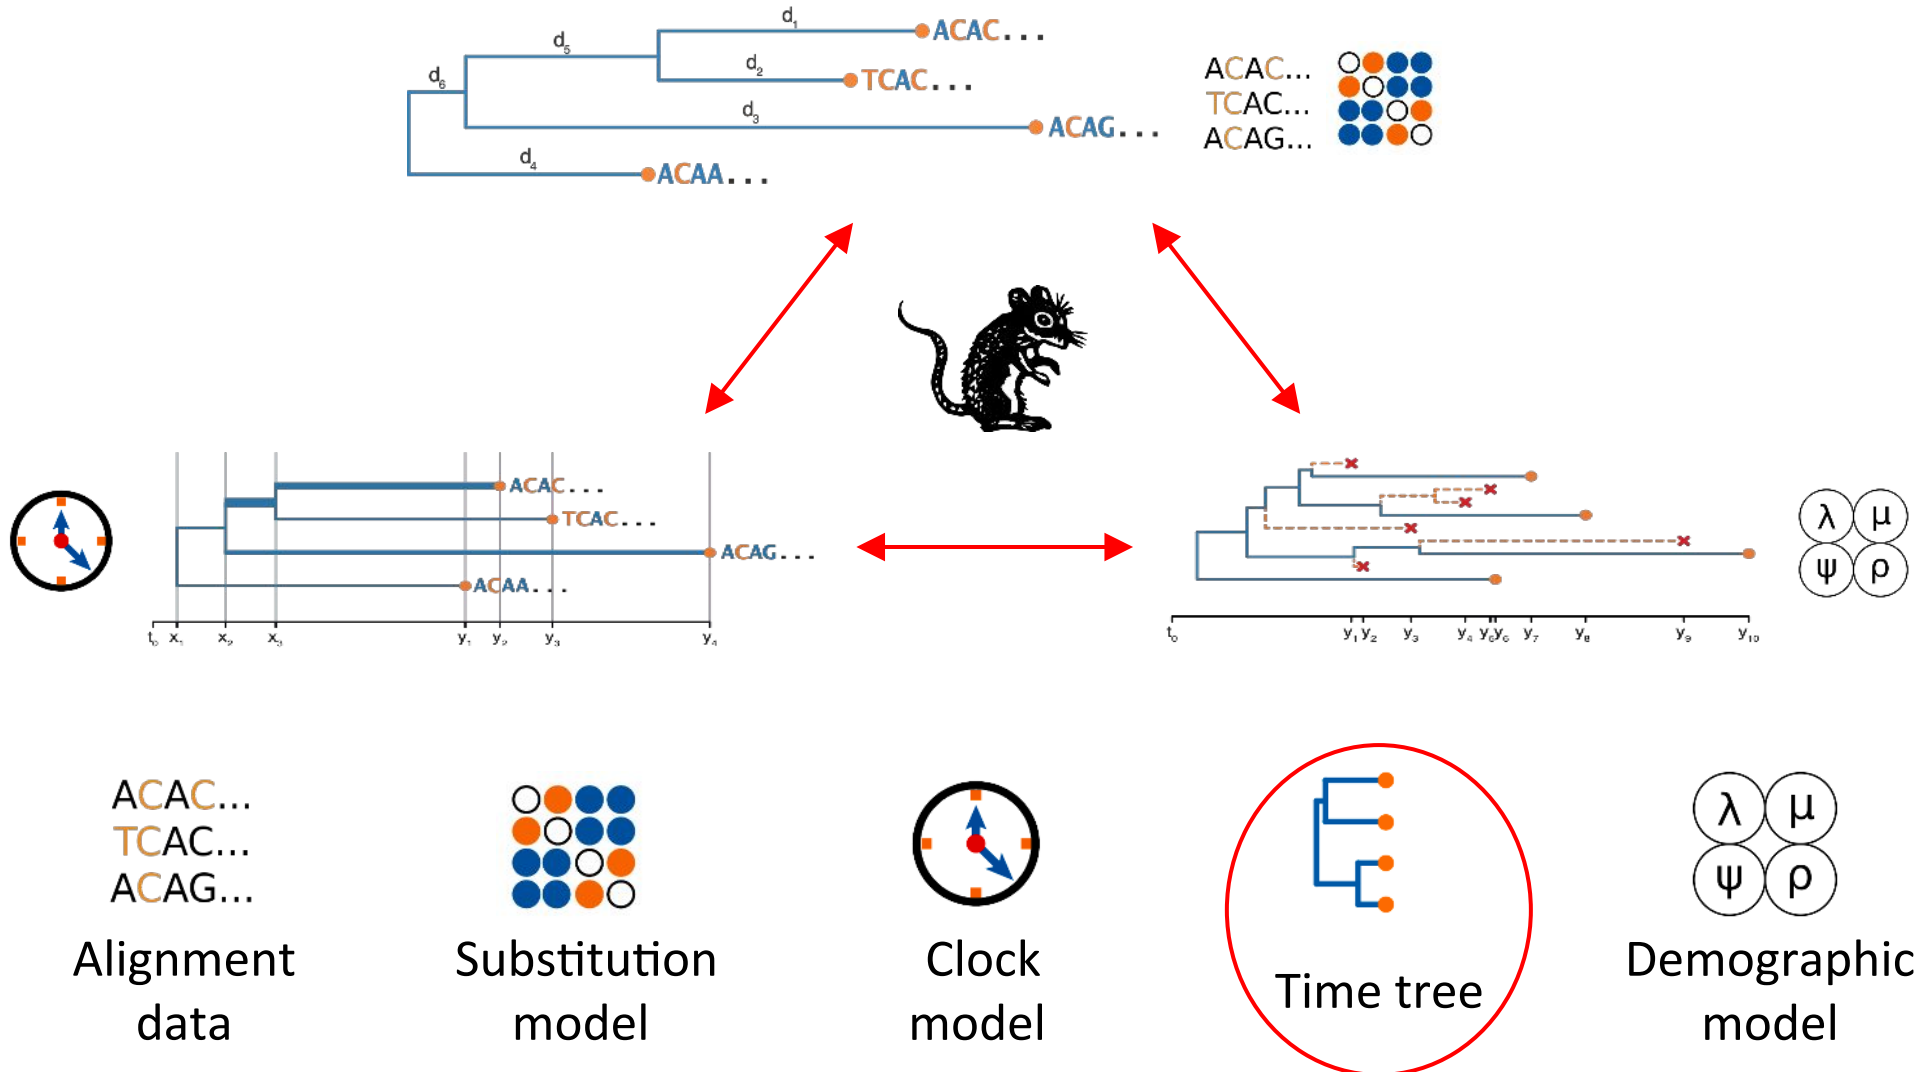 d1
ACAC...
d5
d2
TCAC...
d6
d3
ACAG...
d4
ACAA...
ACAC...
TCAC...
ACAG...
ACAC...
TCAC...
ACAG...
ACAA...
t0 x1 x2 x3 y1 y2 y3 y4
λ μ
ψ ρ
t0 y1 y2 y3 y4 y5 y6 y7 y8 y9 y10
ACAC...
TCAC...
ACAG...
Alignment
data
Substitution
model
Clock
model
Time tree
λ μ
ψ ρ
Demographic
model